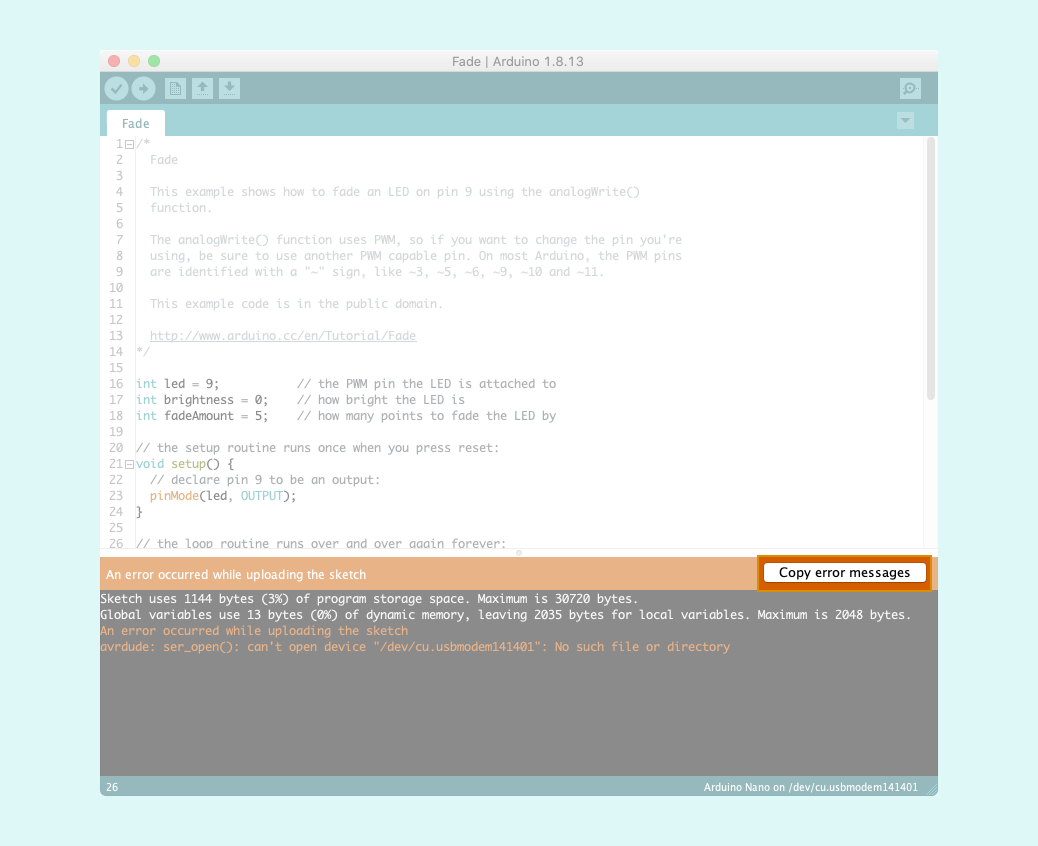 Fade | Arduino 1.8.13
Fade
1 /*
2 Fade
3
4 This example shows how to fade an LED on pin 9 using the analogWrite()
5 function.
6
7 The analogWrite() function uses PWM, so if you want to change the pin you're
8 using, be sure to use another PWM capable pin. On most Arduino, the PWM pins
9 are identified with a "~" sign, like ~3, ~5, ~6, ~9, ~10 and ~11.
10
11 This example code is in the public domain.
12
13 http://www.arduino.cc/en/Tutorial/Fade
14 */
15
16 int led = 9; // the PWM pin the LED is attached to
17 int brightness = 0; // how bright the LED is
18 int fadeAmount = 5; // how many points to fade the LED by
19
20 // the setup routine runs once when you press reset:
21 void setup() {
22 // declare pin 9 to be an output:
23 pinMode(led, OUTPUT);
24 }
25
26 // the loop routine runs over and over again forever:
An error occurred while uploading the sketch
Copy error messages
Sketch uses 1144 bytes (3%) of program storage space. Maximum is 30720 bytes.
Global variables use 13 bytes (0%) of dynamic memory, leaving 2035 bytes for local variables. Maximum is 2048 bytes.
An error occurred while uploading the sketch
avrdude: ser_open(): can't open device "/dev/cu.usbmodem141401": No such file or directory
26
Arduino Nano on /dev/cu.usbmodem141401